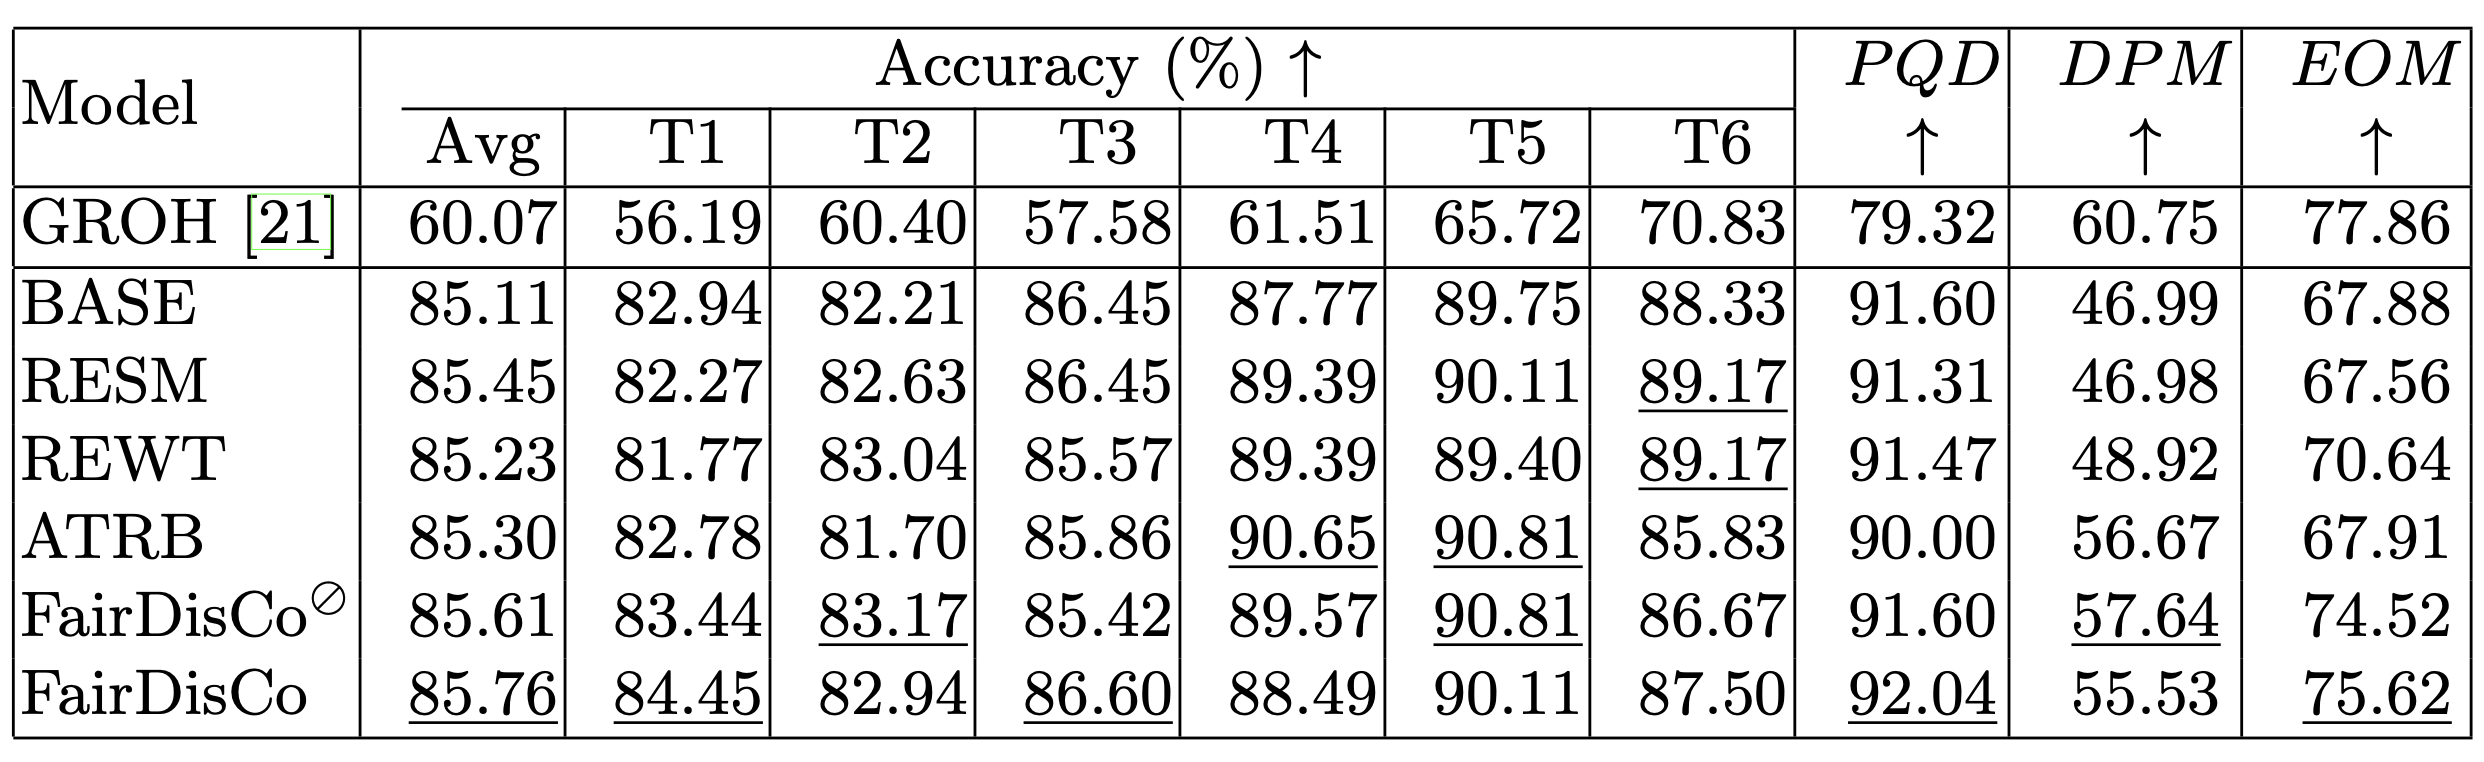 Model Accuracy (%) ↑ PQD DPM EOM
Avg T1 T2 T3 T4 T5 T6 ↑ ↑ ↑
GROH [21] 60.07 56.19 60.40 57.58 61.51 65.72 70.83 79.32 60.75 77.86
BASE 85.11 82.94 82.21 86.45 87.77 89.75 88.33 91.60 46.99 67.88
RESM 85.45 82.27 82.63 86.45 89.39 90.11 89.17 91.31 46.98 67.56
REWT 85.23 81.77 83.04 85.57 89.39 89.40 89.17 91.47 48.92 70.64
ATRB 85.30 82.78 81.70 85.86 90.65 90.81 85.83 90.00 56.67 67.91
FairDisCo⊘ 85.61 83.44 83.17 85.42 89.57 90.81 86.67 91.60 57.64 74.52
FairDisCo 85.76 84.45 82.94 86.60 88.49 90.11 87.50 92.04 55.53 75.62